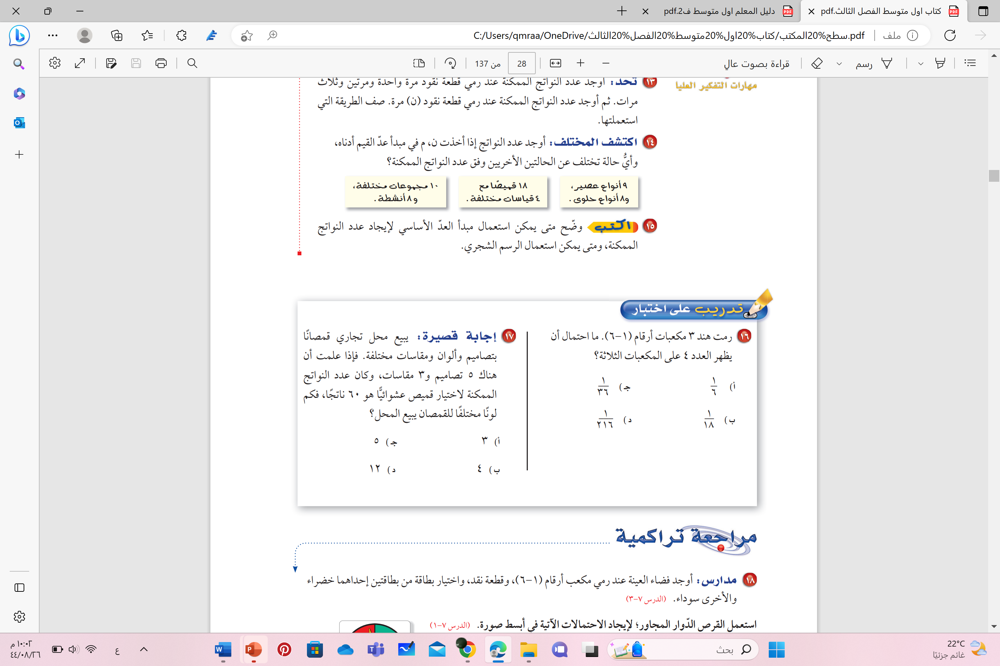 كتاب اول متوسط الفصل الثالث.pdf
دليل المعلم اول متوسط ف2.pdf
ملف
C:/Users/qmraa/OneDrive/سطح%20المكتب/كتاب%20اول%20متوسط%20الفصل%20الثالث.pdf
رسم
قراءة بصوت عالٍ
28
من 137
مهارات التفكير العليا
١٣ تحدّ: أوجد عدد النواتج الممكنة عند رمي قطعة نقود مرة واحدة ومرتين وثلاث
مرات. ثم أوجد عدد النواتج الممكنة عند رمي قطعة نقود (ن) مرة. صف الطريقة التي
استعملتها.
١٤ اكتشف المختلف: أوجد عدد النواتج إذا أخذت ن، م في مبدأ عدّ القيم أدناه،
وأيُّ حالة تختلف عن الحالتين الأخريين وفق عدد النواتج الممكنة؟
٩ أنواع عصير،
و٨ أنواع حلوى.
١٨ قميصًا مع
٤ قياسات مختلفة.
١٠ مجموعات مختلفة،
و٨ أنشطة.
١٥ اكتب وضّح متى يمكن استعمال مبدأ العدّ الأساسي لإيجاد عدد النواتج
الممكنة، ومتى يمكن استعمال الرسم الشجري.
تدريب على اختبار
١٦ رمت هند ٣ مكعبات أرقام (١-٦). ما احتمال أن
يظهر العدد ٤ على المكعبات الثلاثة؟
أ) ١/٦
جـ) ١/٣٦
ب) ١/١٨
د) ١/٢١٦
١٧ إجابة قصيرة: يبيع محل تجاري قمصانًا
بتصاميم وألوان ومقاسات مختلفة. فإذا علمت أن
هناك ٥ تصاميم و٣ مقاسات، وكان عدد النواتج
الممكنة لاختيار قميص عشوائيًّا هو ٦٠ ناتجًا، فكم
لونًا مختلفًا للقمصان يبيع المحل؟
أ) ٣
جـ) ٥
ب) ٤
د) ١٢
مراجعة تراكمية
١٨ مدارس: أوجد فضاء العينة عند رمي مكعب أرقام (١-٦)، وقطعة نقد، واختيار بطاقة من بطاقتين إحداهما خضراء
والأخرى سوداء. (الدرس ٧-٣)
استعمل القرص الدّوار المجاور؛ لإيجاد الاحتمالات الآتية في أبسط صورة. (الدرس ٧-١)
22°C
غائم جزئيًا
بحث
ع
١٠:٠٢ م
٤٤/٠٨/٢٦